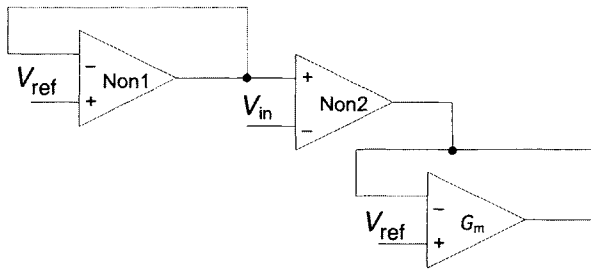 −
Non1
V_ref
+
+
Non2
V_in
−
−
G_m
V_ref
+